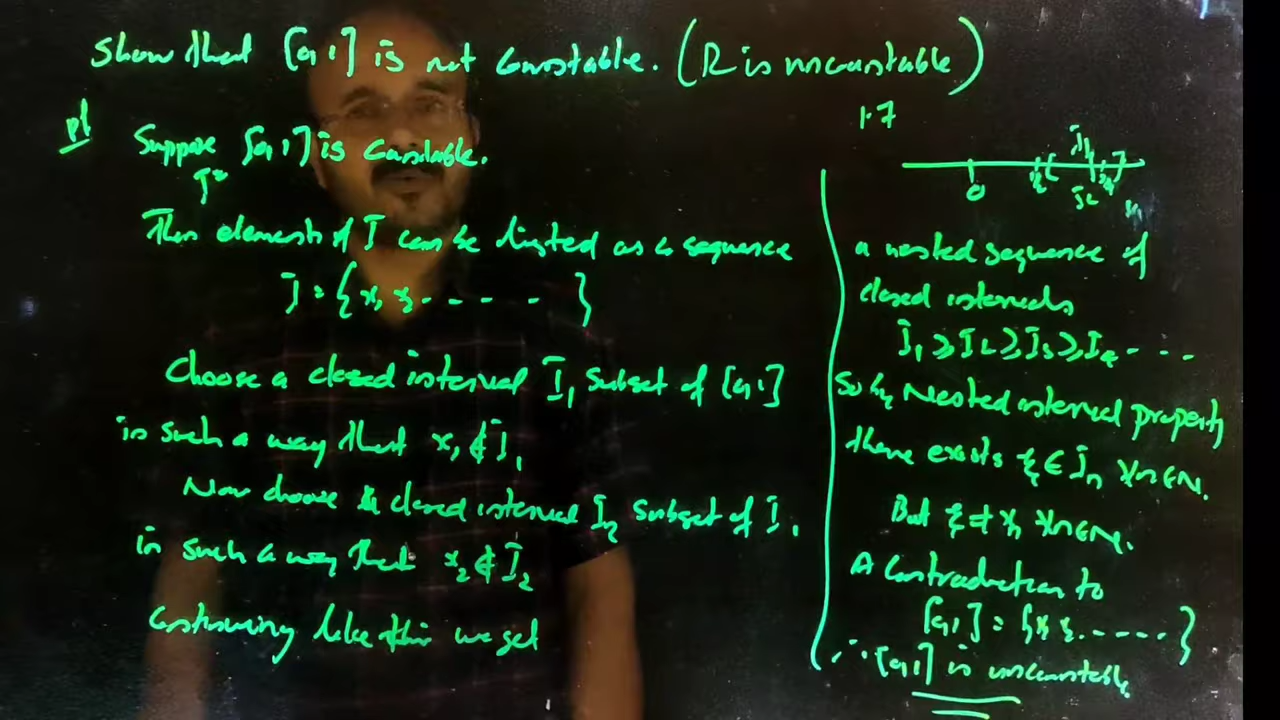 Show that [0,1] is not countable. (R is uncountable)
1.7
pf Suppose [0,1] is countable.
I =
Then elements of I can be listed as a sequence
I = {x₁ x₂ - - - - - }
Choose a closed interval I₁ subset of [0,1]
in such a way that x₁ ∉ I₁
Now choose a closed interval I₂ subset of I₁
in such a way that x₂ ∉ I₂
Continuing like this we get
0
a nested sequence of
closed intervals
I₁ ⊇ I₂ ⊇ I₃ ⊇ I₄ - - - -
So by Nested interval property
there exists ξ ∈ Iₙ ∀n∈N.
But ξ ≠ xₙ ∀n∈N.
A contradiction to
[0,1] = {x₁ x₂ - - - - - }
∴ [0,1] is uncountable